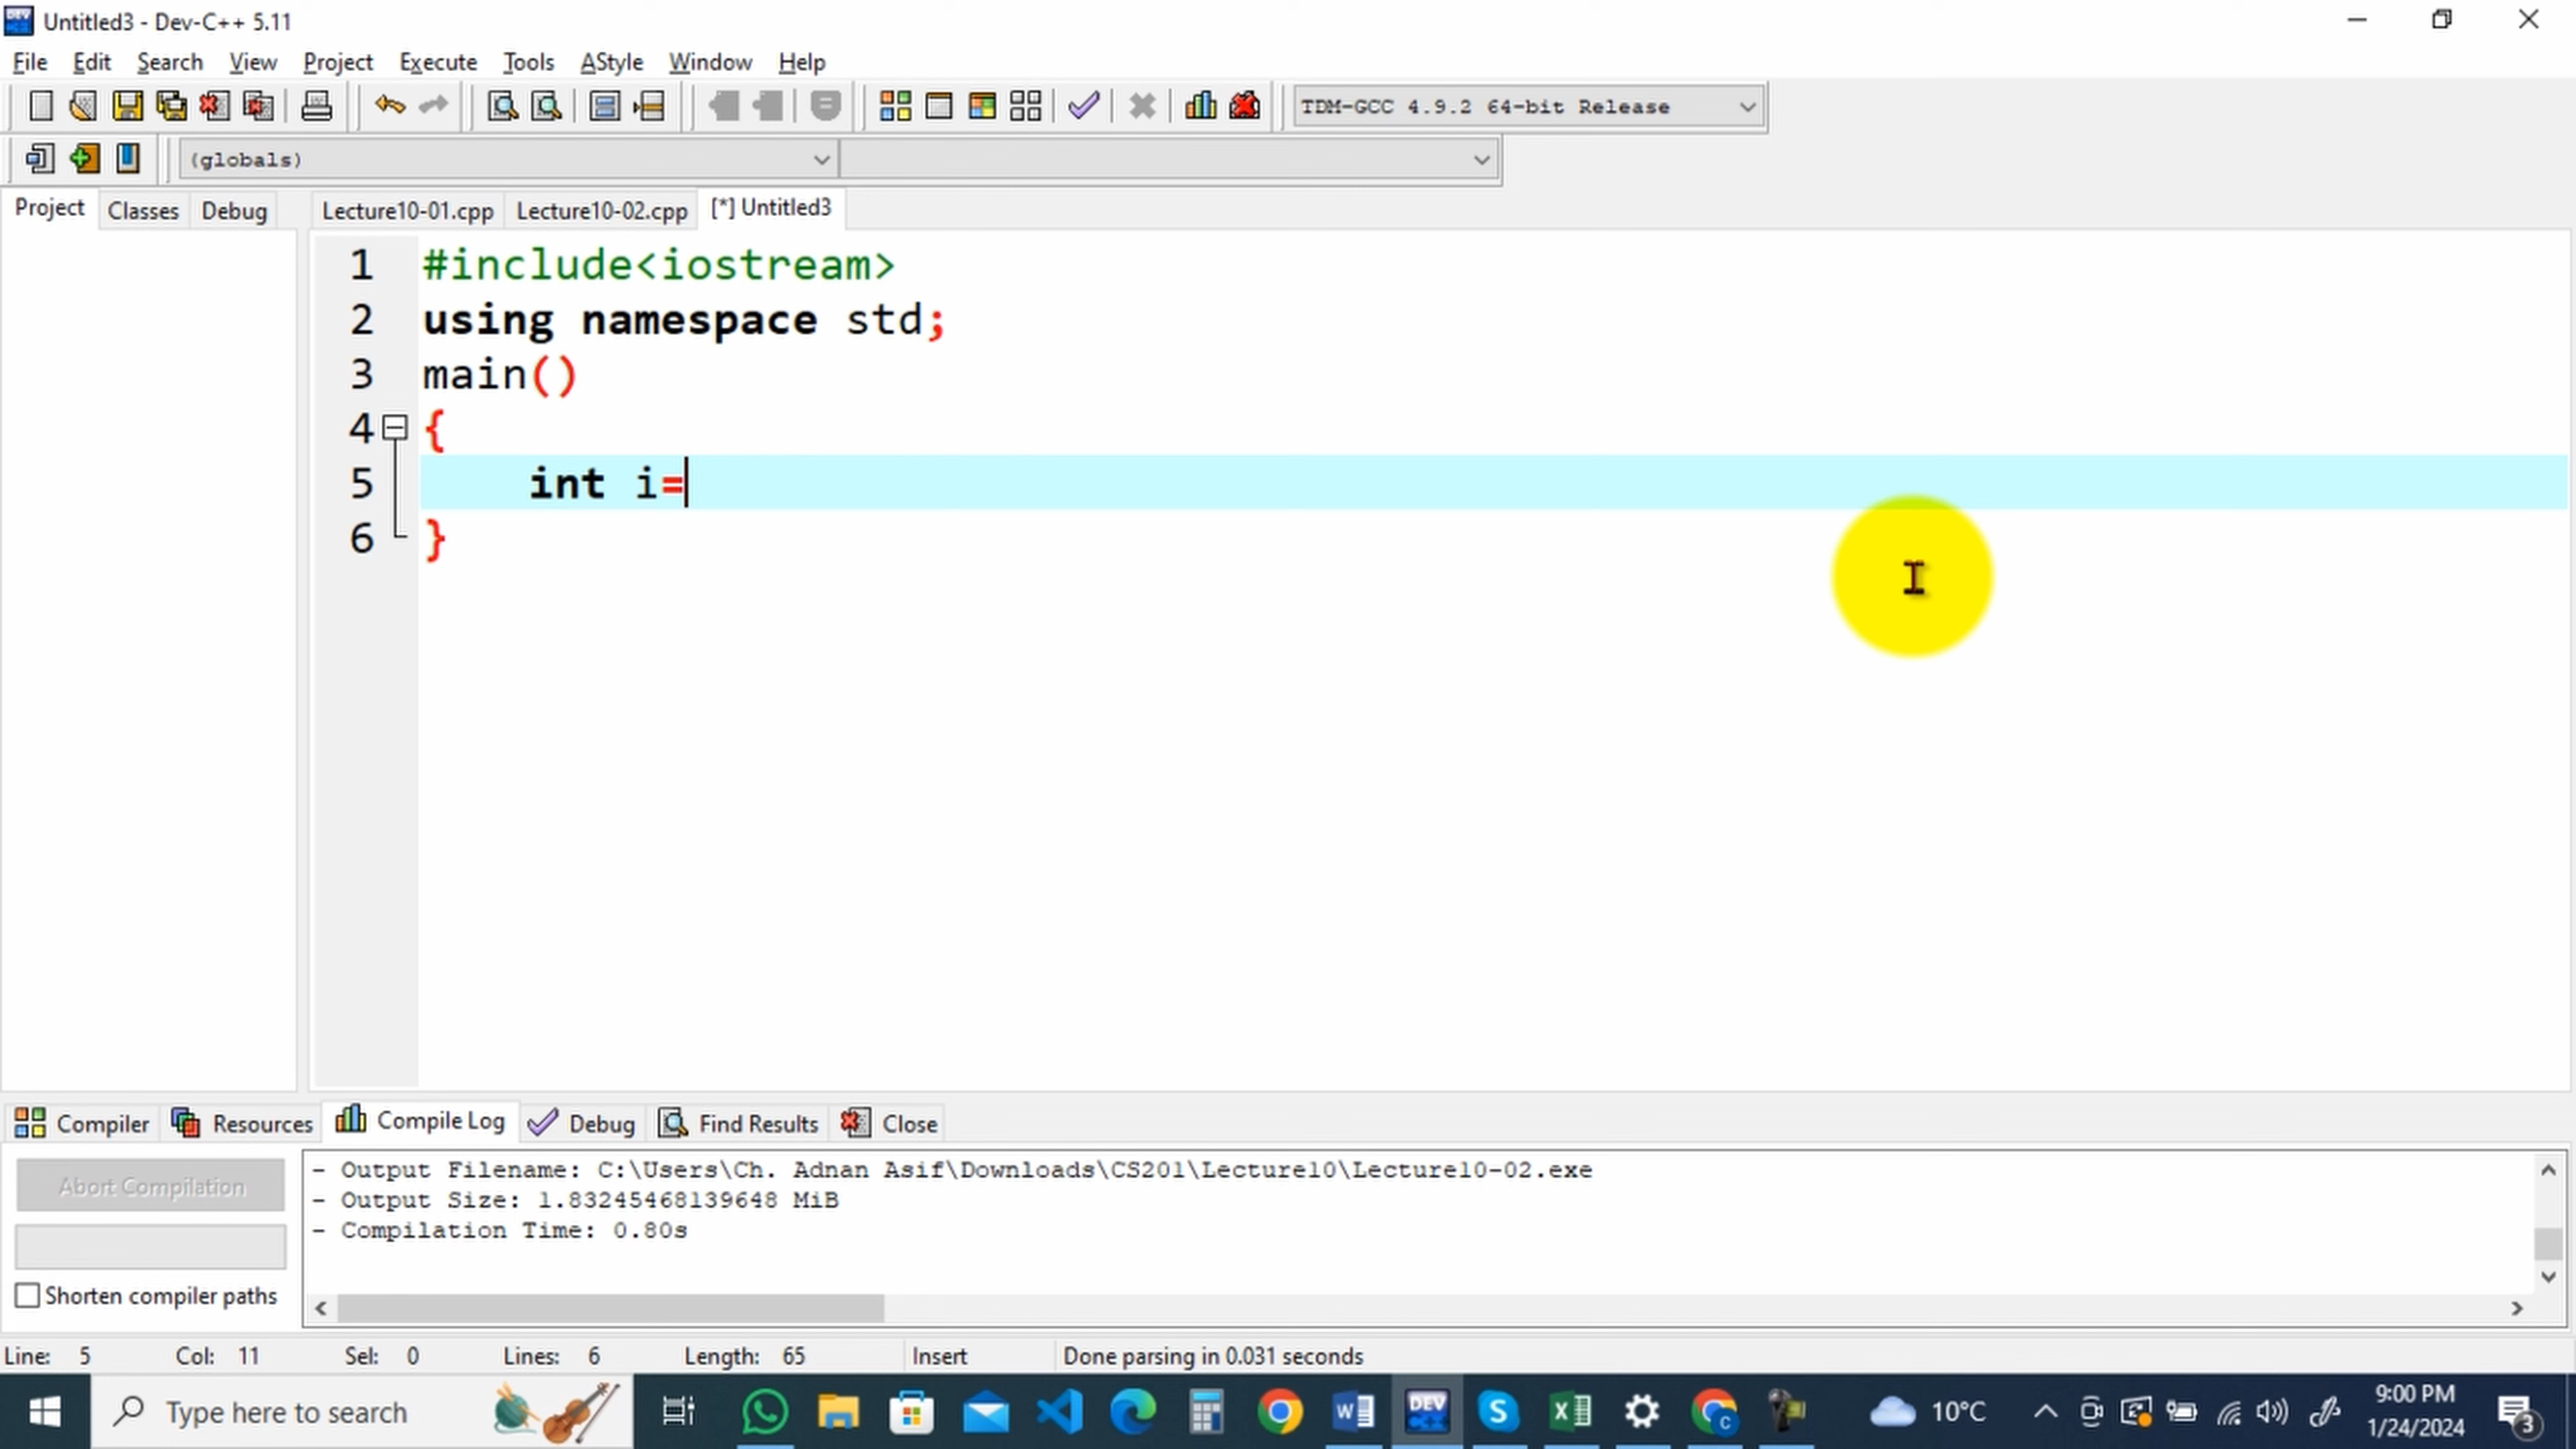 Untitled3 - Dev-C++ 5.11
File Edit Search View Project Execute Tools AStyle Window Help
TDM-GCC 4.9.2 64-bit Release
(globals)
Project Classes Debug Lecture10-01.cpp Lecture10-02.cpp [*] Untitled3
1 #include<iostream>
2 using namespace std;
3 main()
4 {
5 int i=
6 }
Compiler Resources Compile Log Debug Find Results Close
Abort Compilation
Shorten compiler paths
- Output Filename: C:\Users\Ch. Adnan Asif\Downloads\CS201\Lecture10\Lecture10-02.exe
- Output Size: 1.83245468139648 MiB
- Compilation Time: 0.80s
Line: 5 Col: 11 Sel: 0 Lines: 6 Length: 65 Insert Done parsing in 0.031 seconds
Type here to search
DEV C++
10°C
9:00 PM
1/24/2024
3